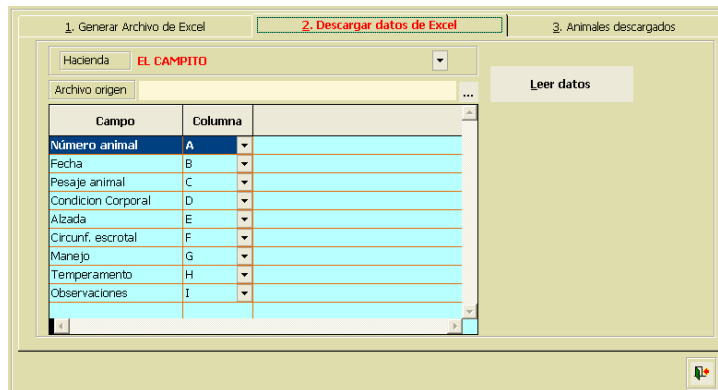 1. Generar Archivo de Excel
2. Descargar datos de Excel
3. Animales descargados
Hacienda EL CAMPITO
Archivo origen ...
Leer datos
Campo Columna
Número animal A
Fecha B
Pesaje animal C
Condicion Corporal D
Alzada E
Circunf. escrotal F
Manejo G
Temperamento H
Observaciones I